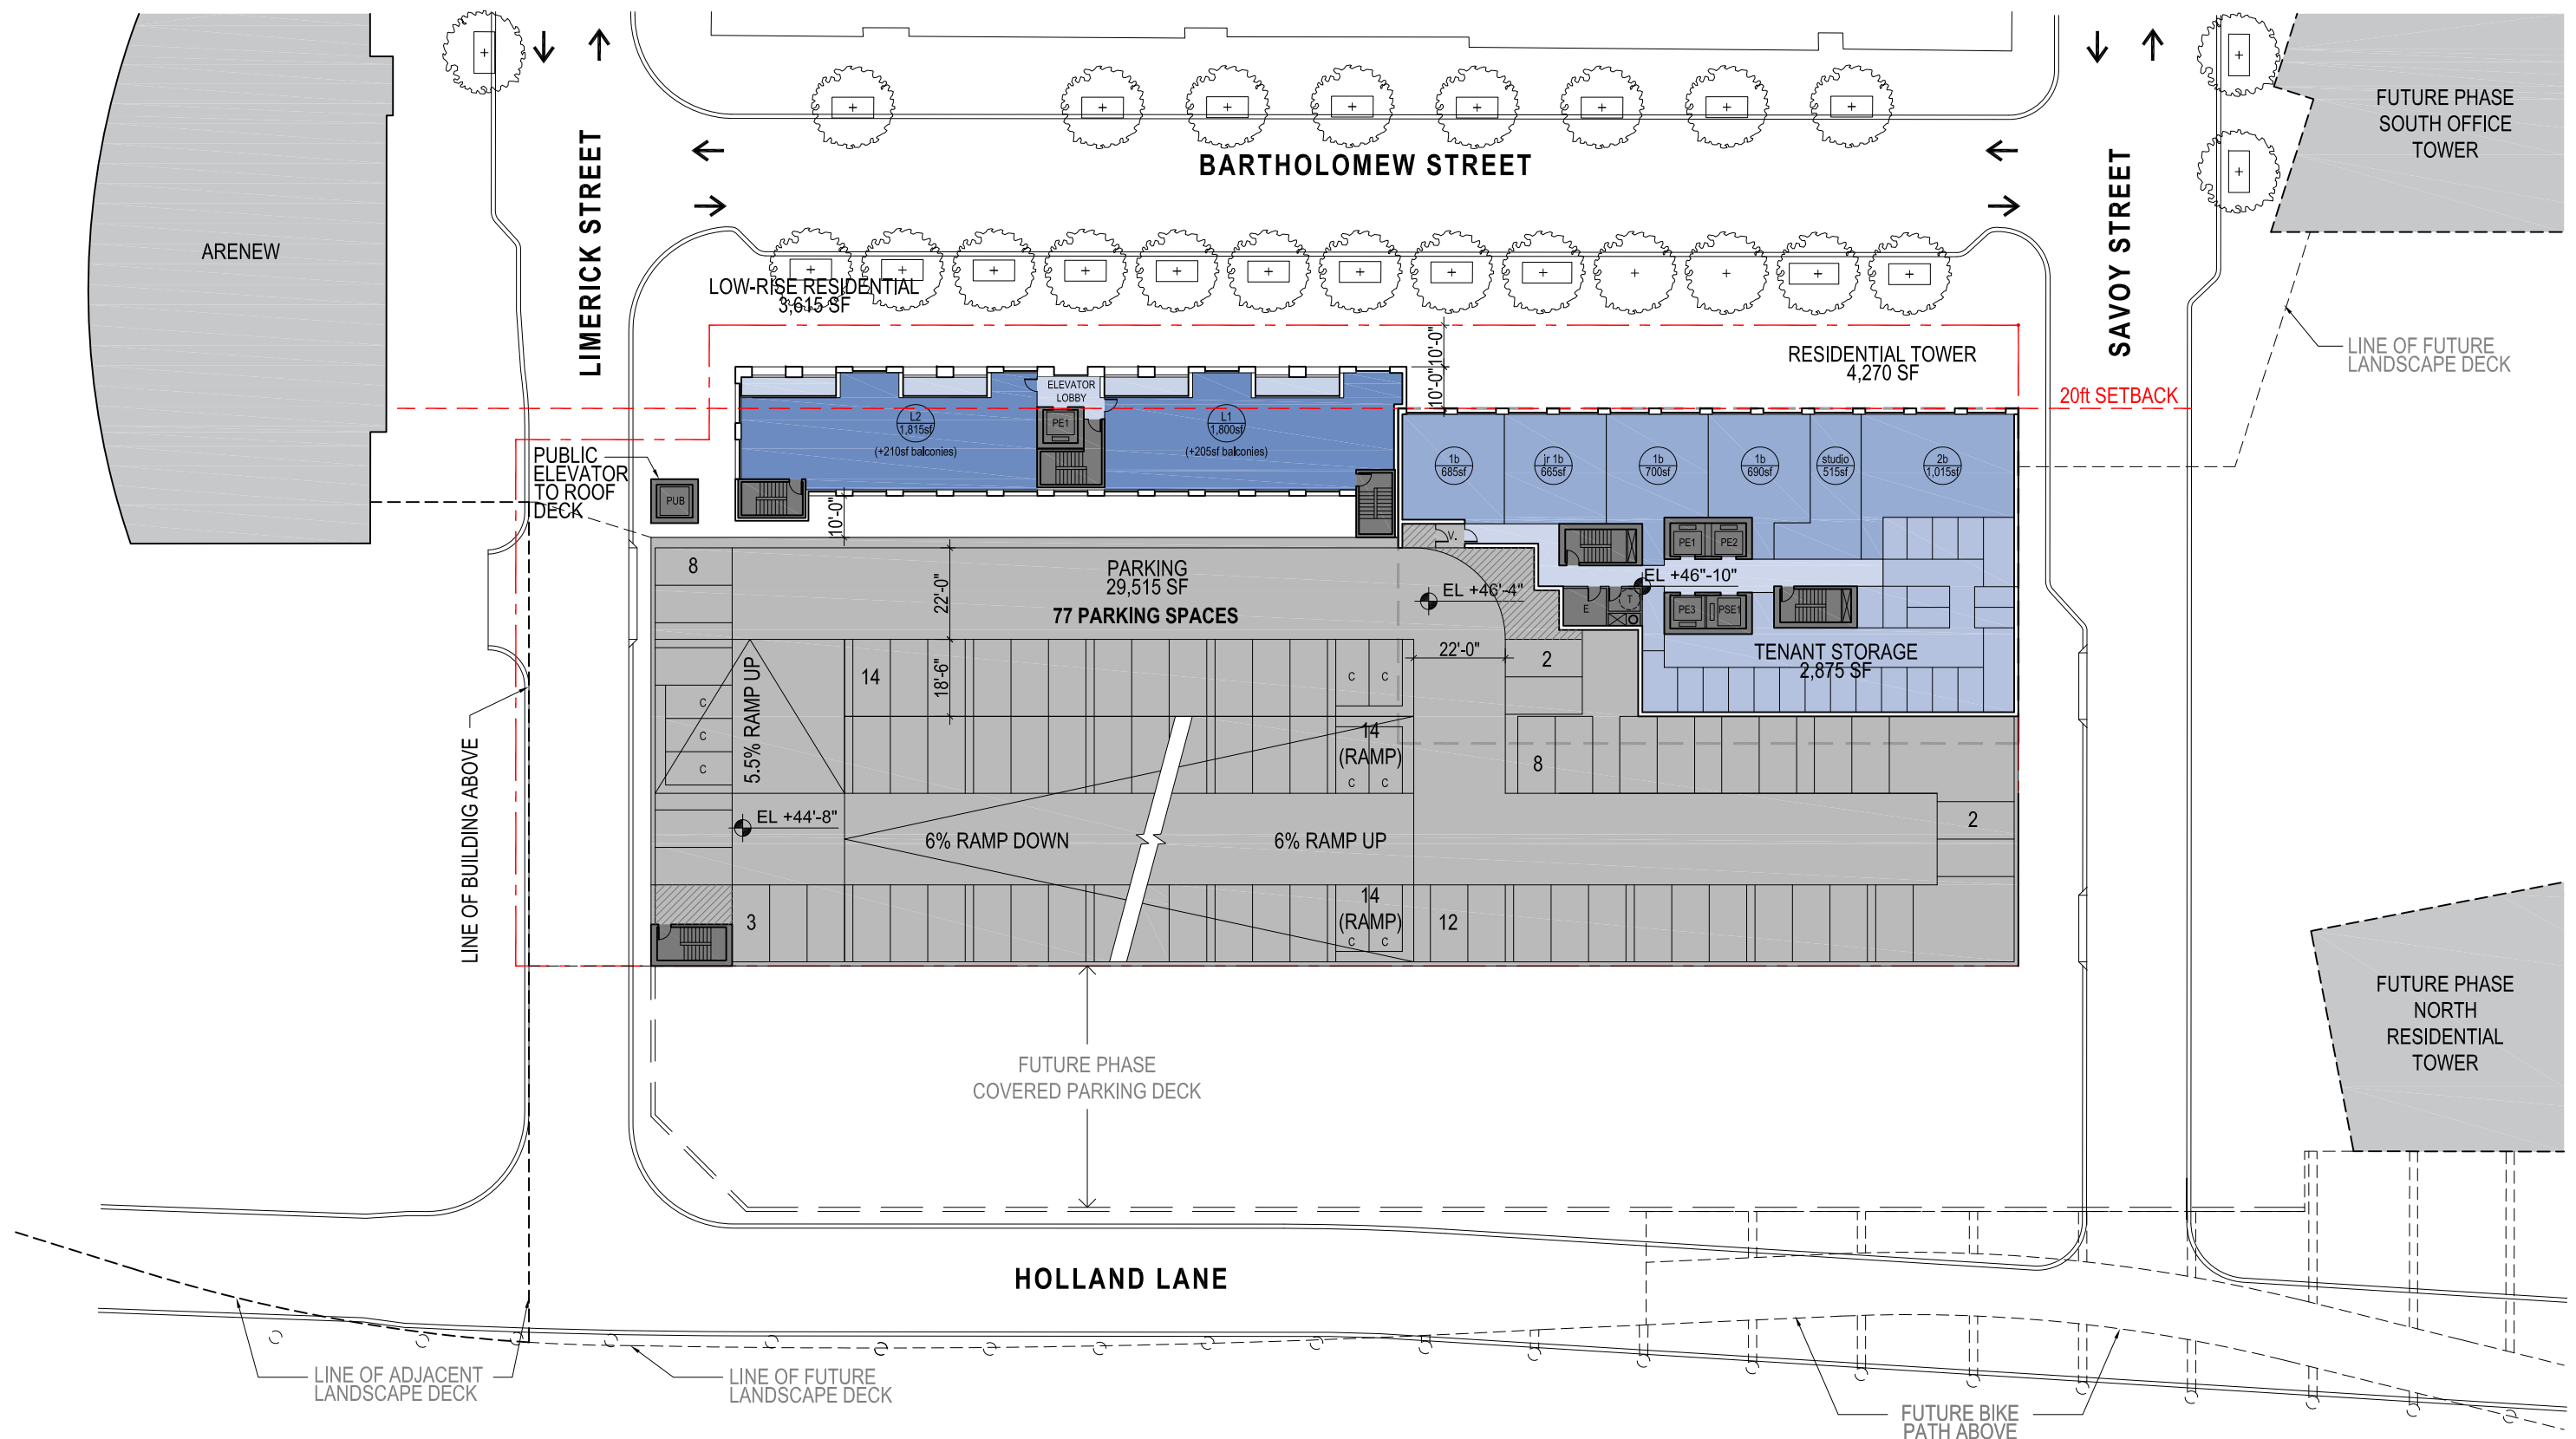 FUTURE PHASE
SOUTH OFFICE
TOWER
LIMERICK STREET
BARTHOLOMEW STREET
SAVOY STREET
ARENEW
LOW-RISE RESIDENTIAL
3,615 SF
RESIDENTIAL TOWER
4,270 SF
LINE OF FUTURE
LANDSCAPE DECK
20ft SETBACK
10'-0"
10'-0"
ELEVATOR
LOBBY
PE1
L2
1,815sf
(+210sf balconies)
L1
1,800sf
(+205sf balconies)
1b
685sf
jr 1b
665sf
1b
700sf
1b
690sf
studio
515sf
2b
1,015sf
PUBLIC
ELEVATOR
TO ROOF
DECK
PUB
10'-0"
V.
PE1
PE2
8
PARKING
29,515 SF
77 PARKING SPACES
22'-0"
EL +46'-4"
EL +46"-10"
E
T
PE3
PSE1
22'-0"
2
TENANT STORAGE
2,875 SF
14
18'-6"
C
C
5.5% RAMP UP
C
C
C
14
(RAMP)
C
C
8
LINE OF BUILDING ABOVE
EL +44'-8"
6% RAMP DOWN
6% RAMP UP
2
3
14
(RAMP)
C
C
12
FUTURE PHASE
NORTH
RESIDENTIAL
TOWER
FUTURE PHASE
COVERED PARKING DECK
HOLLAND LANE
LINE OF ADJACENT
LANDSCAPE DECK
LINE OF FUTURE
LANDSCAPE DECK
FUTURE BIKE
PATH ABOVE